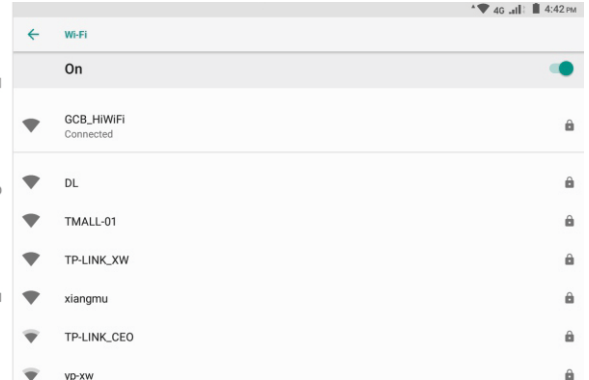 4G 4:42 PM
Wi-Fi
On
GCB_HiWiFi
Connected
DL
TMALL-01
TP-LINK_XW
xiangmu
TP-LINK_CEO
yp-xw